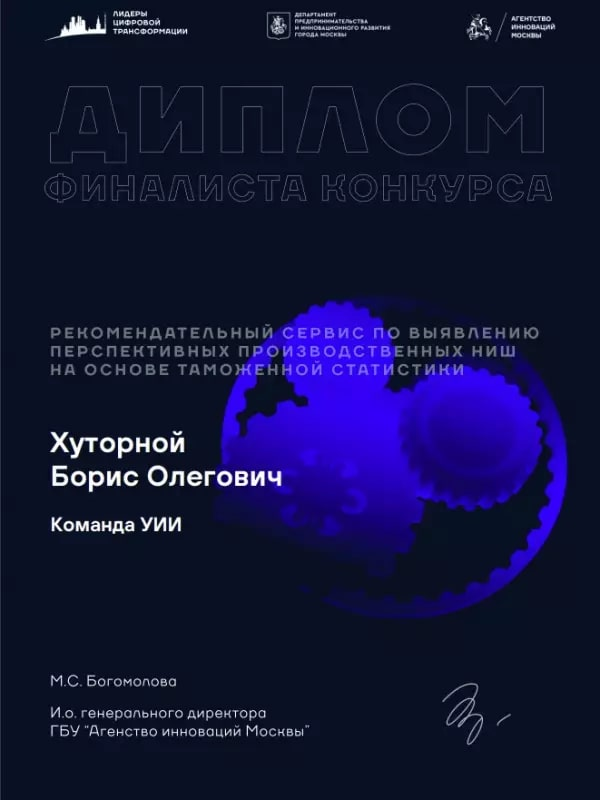 ЛИДЕРЫ
ЦИФРОВОЙ
ТРАНСФОРМАЦИИ
ДЕПАРТАМЕНТ
ПРЕДПРИНИМАТЕЛЬСТВА
И ИННОВАЦИОННОГО РАЗВИТИЯ
ГОРОДА МОСКВЫ
АГЕНТСТВО
ИННОВАЦИЙ
МОСКВЫ
ДИПЛОМ
ФИНАЛИСТА КОНКУРСА
РЕКОМЕНДАТЕЛЬНЫЙ СЕРВИС ПО ВЫЯВЛЕНИЮ
ПЕРСПЕКТИВНЫХ ПРОИЗВОДСТВЕННЫХ НИШ
НА ОСНОВЕ ТАМОЖЕННОЙ СТАТИСТИКИ
Хуторной
Борис Олегович
Команда УИИ
М.С. Богомолова
И.о. генерального директора
ГБУ "Агенство инноваций Москвы"